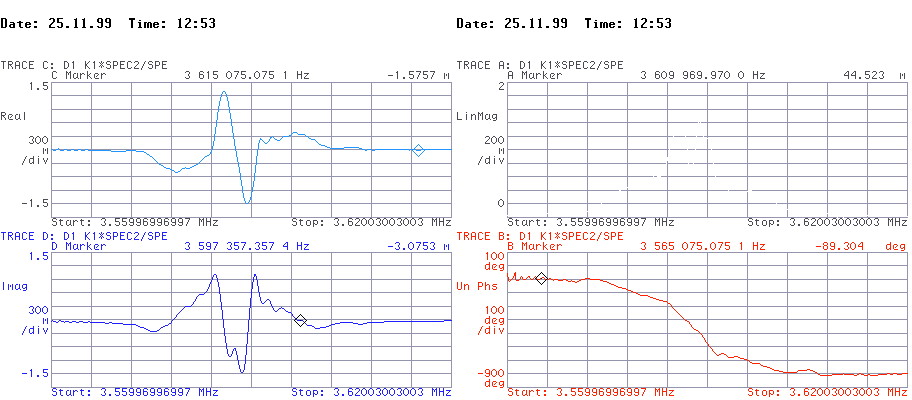 Date: 25.11.99  Time: 12:53
Date: 25.11.99  Time: 12:53
TRACE C: D1 K1*SPEC2/SPE
C Marker 3 615 075.075 1 Hz -1.5757 m
1.5
Real
300
m
/div
-1.5
Start: 3.55996996997 MHz Stop: 3.62003003003 MHz
TRACE A: D1 K1*SPEC2/SPE
A Marker 3 609 969.970 0 Hz 44.523 m
2
LinMag
200
m
/div
0
Start: 3.55996996997 MHz Stop: 3.62003003003 MHz
TRACE D: D1 K1*SPEC2/SPE
D Marker 3 597 357.357 4 Hz -3.0753 m
1.5
Imag
300
m
/div
-1.5
Start: 3.55996996997 MHz Stop: 3.62003003003 MHz
TRACE B: D1 K1*SPEC2/SPE
B Marker 3 565 075.075 1 Hz -89.304 deg
100
deg
Un Phs
100
deg
/div
-900
deg
Start: 3.55996996997 MHz Stop: 3.62003003003 MHz